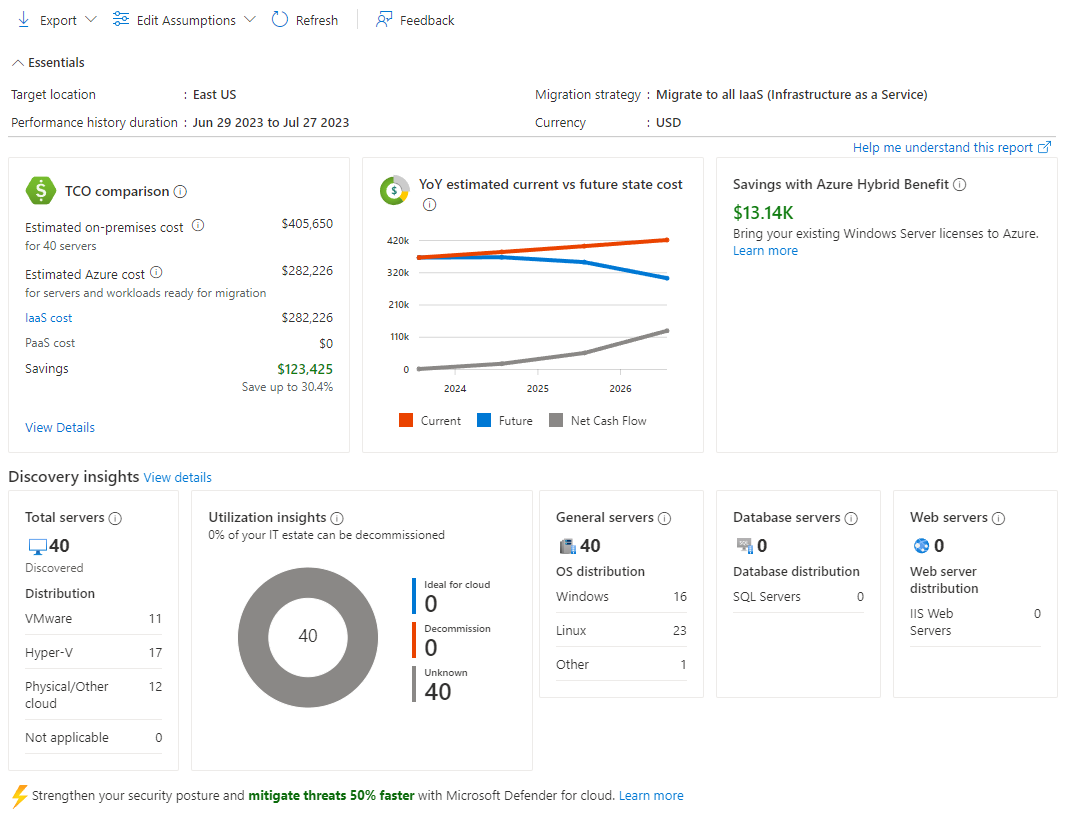 Export
Edit Assumptions
Refresh
Feedback
Essentials
Target location : East US
Migration strategy : Migrate to all IaaS (Infrastructure as a Service)
Performance history duration : Jun 29 2023 to Jul 27 2023
Currency : USD
Help me understand this report
TCO comparison
Estimated on-premises cost $405,650
for 40 servers
Estimated Azure cost $282,226
for servers and workloads ready for migration
IaaS cost $282,226
PaaS cost $0
Savings $123,425
Save up to 30.4%
View Details
YoY estimated current vs future state cost
420k
320k
210k
110k
0
2024 2025 2026
Current Future Net Cash Flow
Savings with Azure Hybrid Benefit
$13.14K
Bring your existing Windows Server licenses to Azure.
Learn more
Discovery insights View details
Total servers
40
Discovered
Distribution
VMware 11
Hyper-V 17
Physical/Other 12
cloud
Not applicable 0
Utilization insights
0% of your IT estate can be decommissioned
40
Ideal for cloud
0
Decommission
0
Unknown
40
General servers
40
OS distribution
Windows 16
Linux 23
Other 1
Database servers
SQL
0
Database distribution
SQL Servers 0
Web servers
0
Web server
distribution
IIS Web 0
Servers
Strengthen your security posture and mitigate threats 50% faster with Microsoft Defender for cloud. Learn more